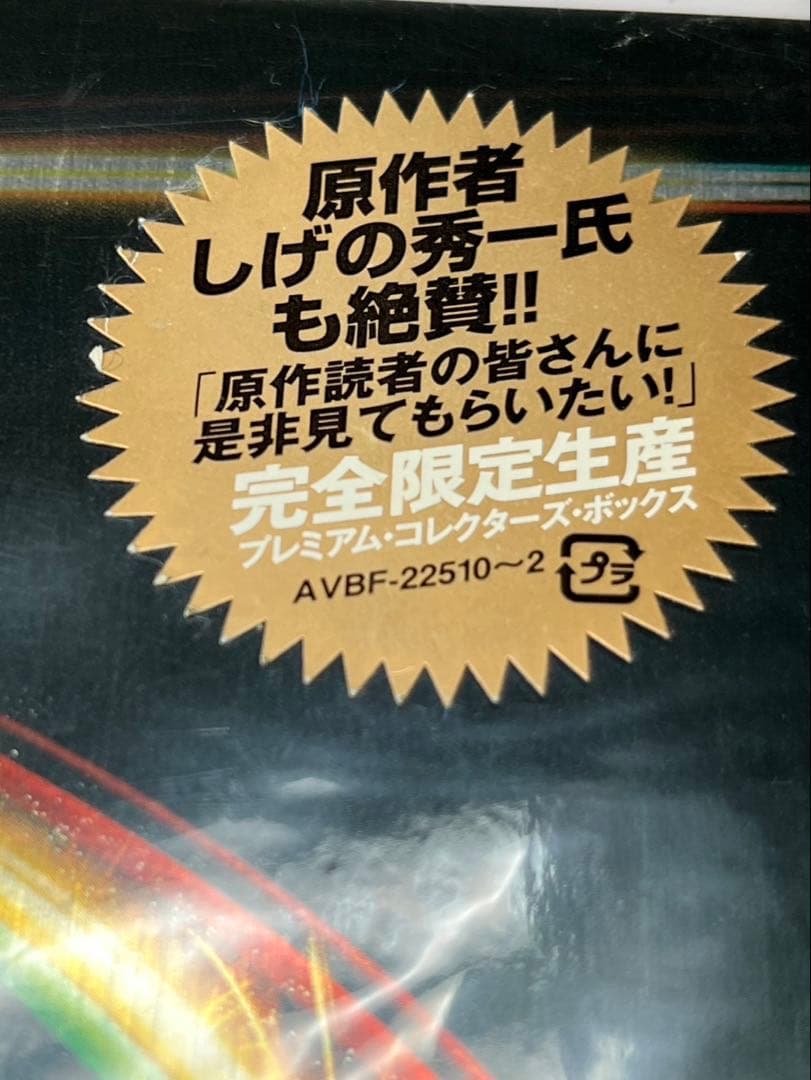 原作者
しげの秀一氏
も絶賛!!
「原作読者の皆さんに
是非見てもらいたい!」
完全限定生産
プレミアム・コレクターズ・ボックス
AVBF-22510～2 プラ